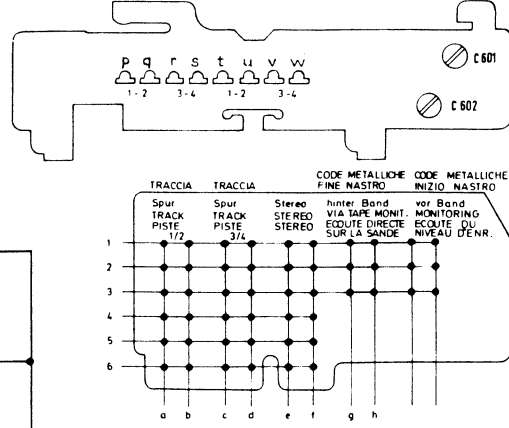 p q r s t u v w
1-2 3-4 1-2 3-4
C 601
C 602
CODE METALLICHE CODE METALLICHE
TRACCIA TRACCIA FINE NASTRO INIZIO NASTRO
Spur Spur Stereo hinter Band vor Band
TRACK TRACK STEREO VIA TAPE MONIT. MONITORING
PISTE PISTE STEREO ECOUTE DIRECTE ECOUTE DU
1/2 3/4 SUR LA SANDE NIVEAU D'ENR.
1
2
3
4
5
6
a b c d e f g h